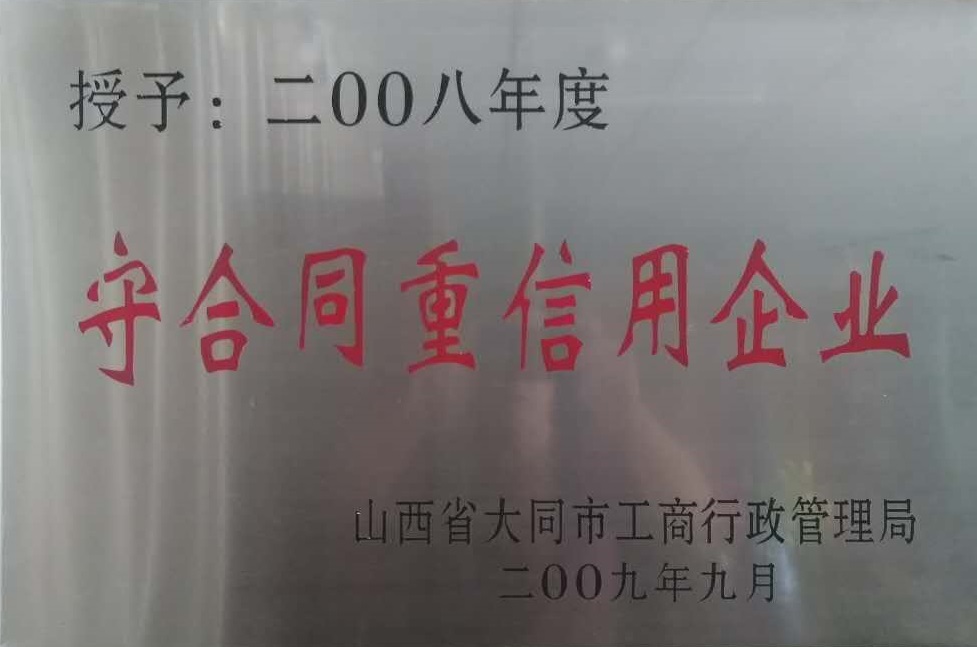 授予：二00八年度
守合同重信用企业
山西省大同市工商行政管理局
二00九年九月